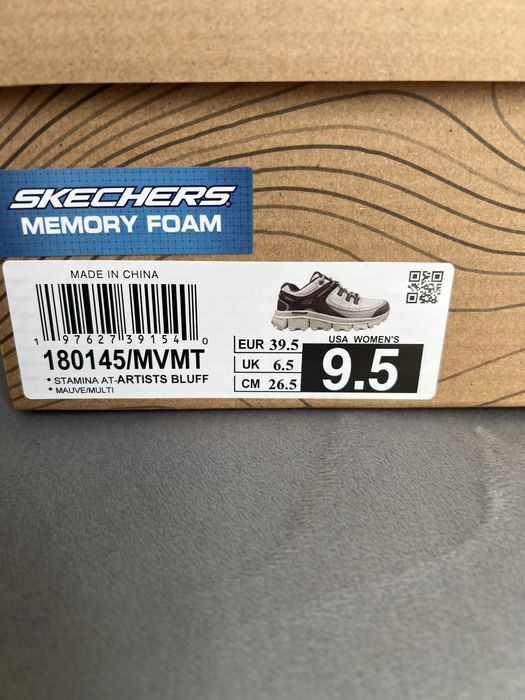 SKECHERS
MEMORY FOAM
MADE IN CHINA
1 97627 39154 0
180145/MVMT
• STAMINA AT-ARTISTS BLUFF
• MAUVE/MULTI
EUR 39.5
UK 6.5
CM 26.5
USA WOMEN'S
9.5